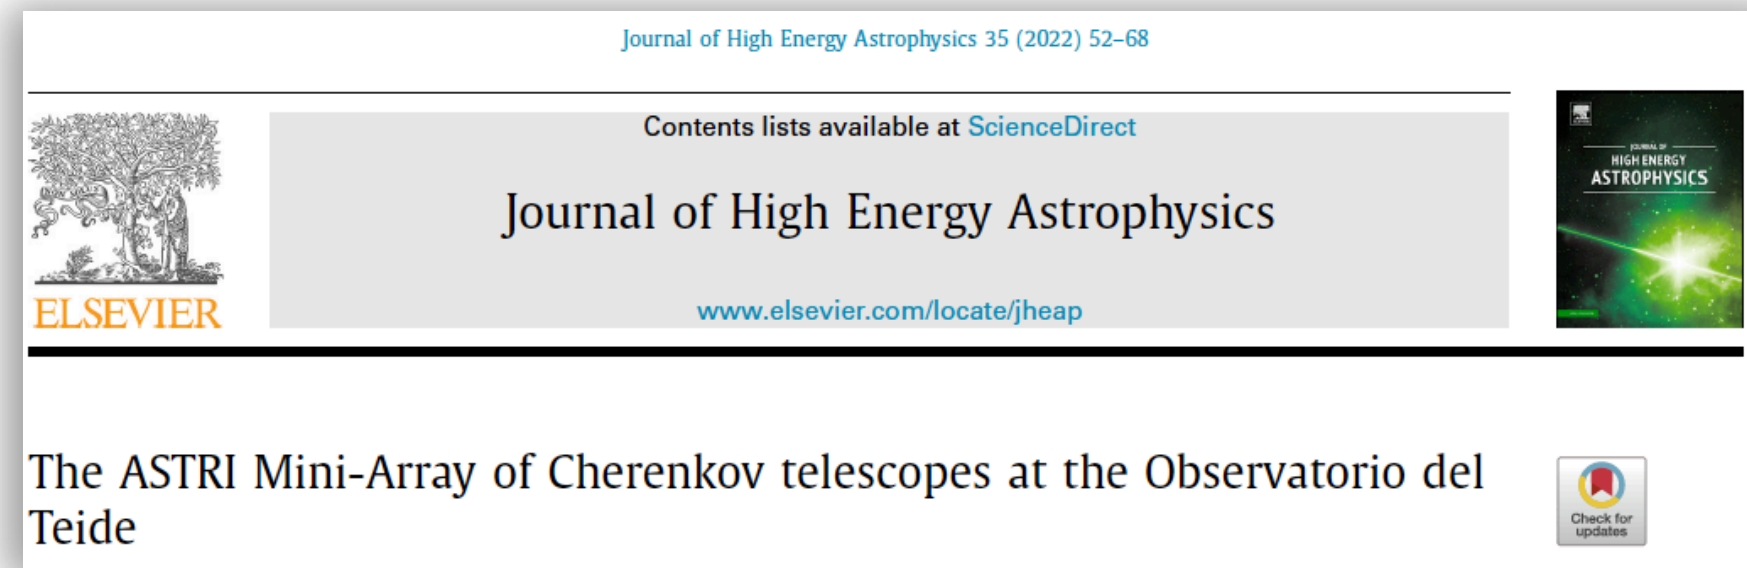 Journal of High Energy Astrophysics 35 (2022) 52–68
Contents lists available at ScienceDirect
Journal of High Energy Astrophysics
www.elsevier.com/locate/jheap
ELSEVIER
JOURNAL OF
HIGH ENERGY
ASTROPHYSICS
The ASTRI Mini-Array of Cherenkov telescopes at the Observatorio del
Teide
Check for
updates